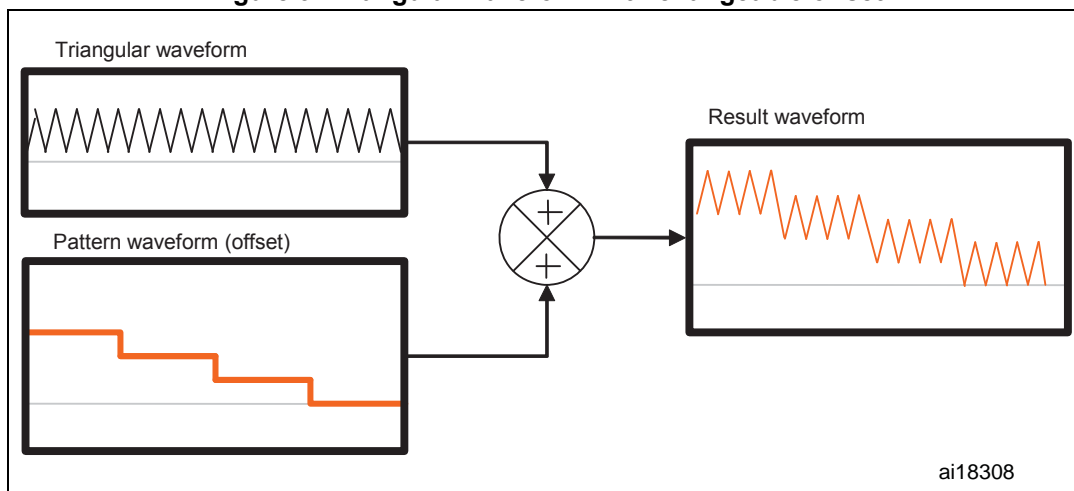 Triangular waveform
Result waveform
+
+
Pattern waveform (offset)
ai18308